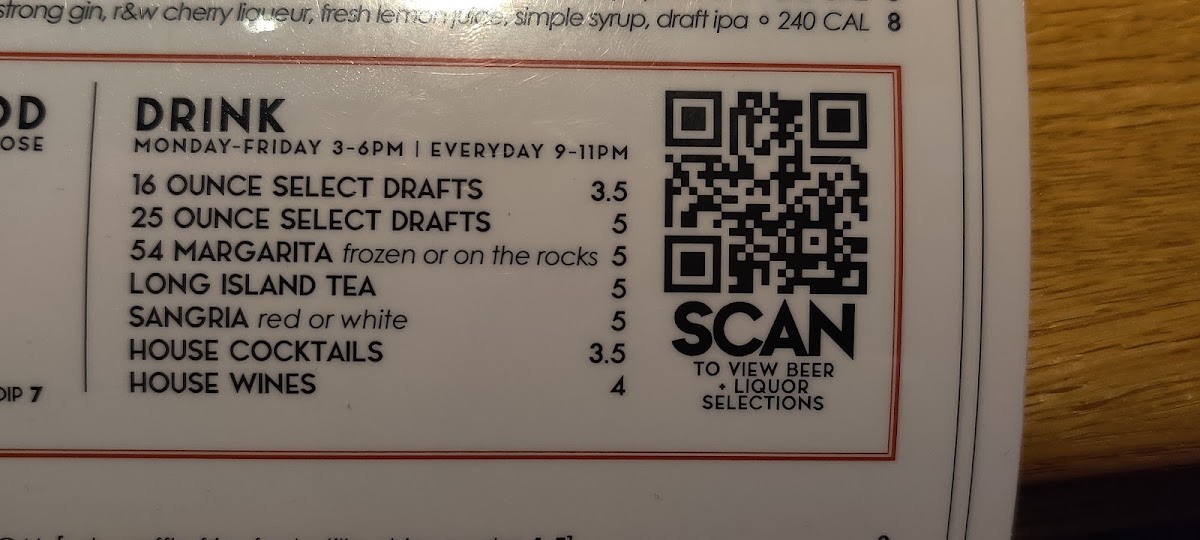 strong gin, r&w cherry liqueur, fresh lemon juice, simple syrup, draft ipa ° 240 CAL 8
OD
OSE
DIP 7
DRINK
MONDAY-FRIDAY 3-6PM | EVERYDAY 9-11PM
16 OUNCE SELECT DRAFTS 3.5
25 OUNCE SELECT DRAFTS 5
54 MARGARITA frozen or on the rocks 5
LONG ISLAND TEA 5
SANGRIA red or white 5
HOUSE COCKTAILS 3.5
HOUSE WINES 4
SCAN
TO VIEW BEER
+ LIQUOR
SELECTIONS